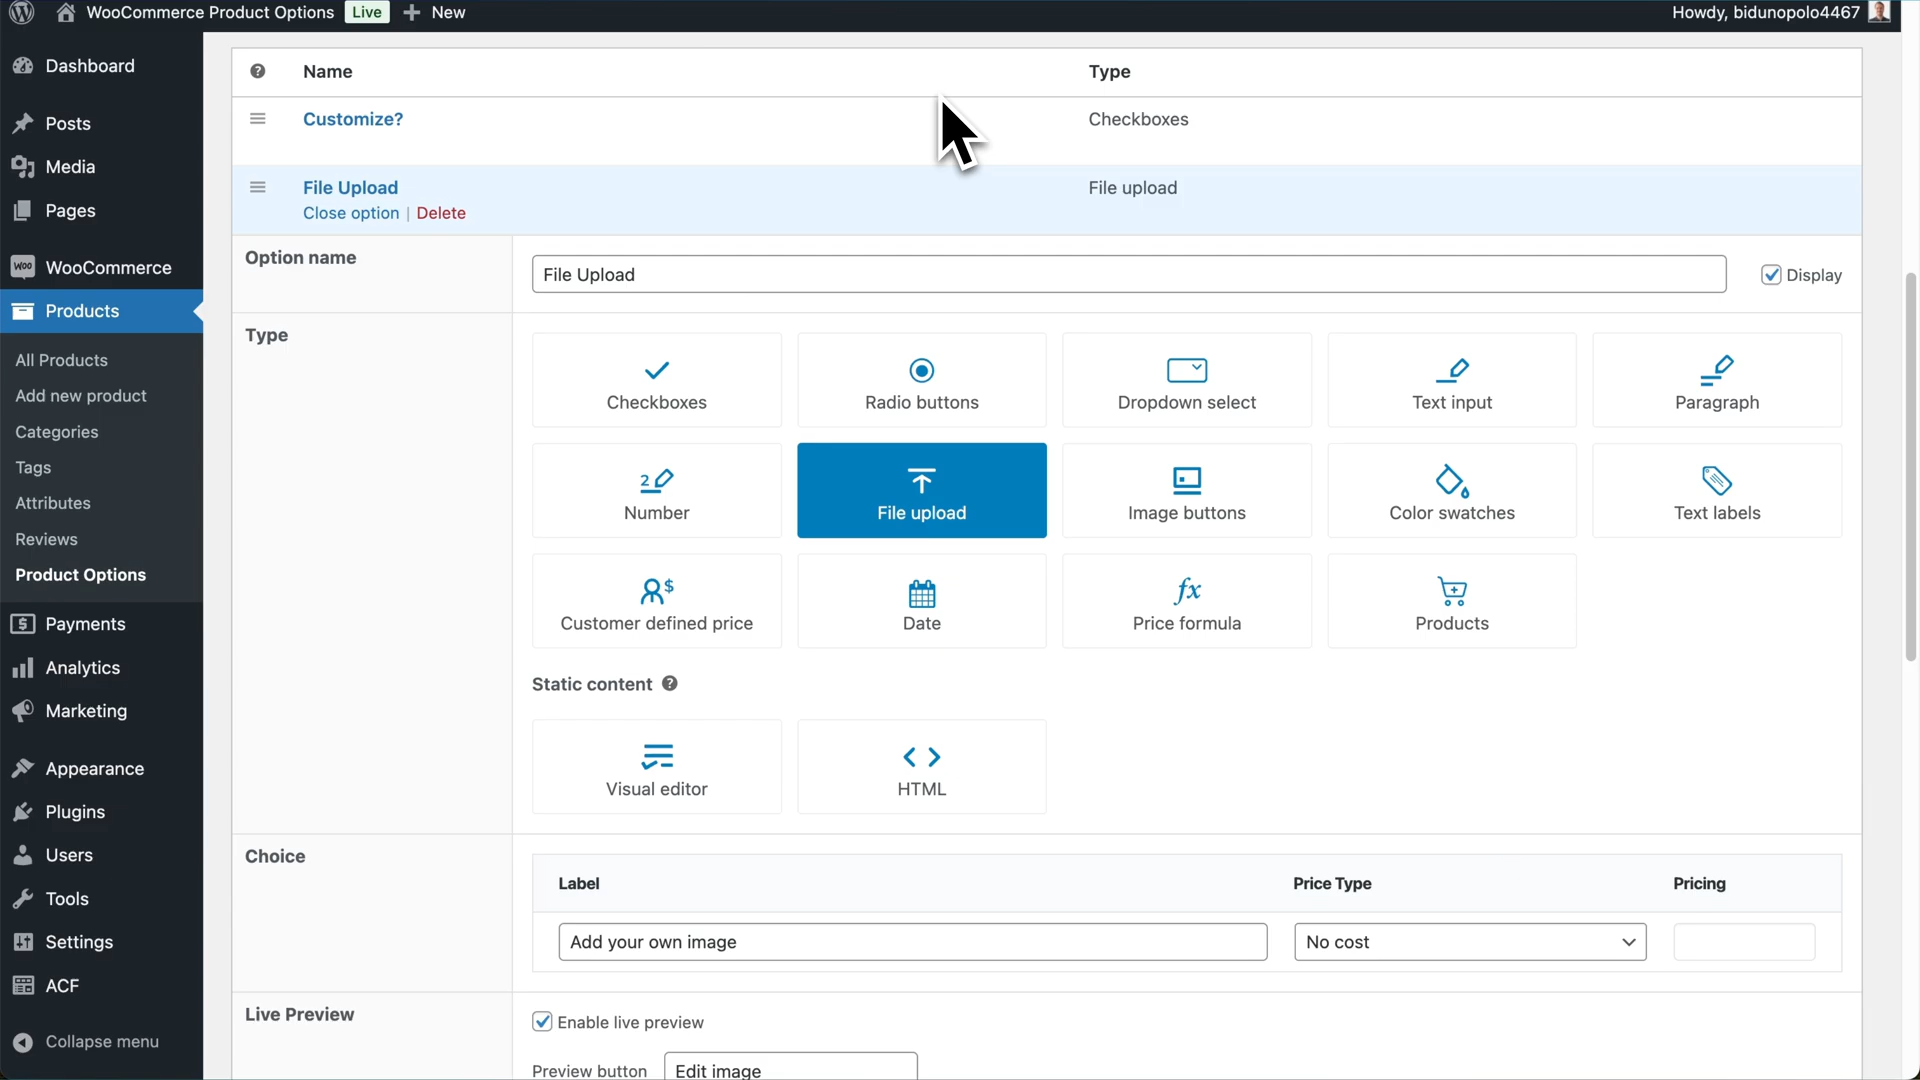 WooCommerce Product Options Live New Howdy, bidunopolo4467
Dashboard
Posts
Media
Pages
WooCommerce
Products
All Products
Add new product
Categories
Tags
Attributes
Reviews
Product Options
Payments
Analytics
Marketing
Appearance
Plugins
Users
Tools
Settings
ACF
Collapse menu
Name Type
Customize? Checkboxes
File Upload File upload
Close option | Delete
Option name File Upload Display
Type
Checkboxes Radio buttons Dropdown select Text input Paragraph
Number File upload Image buttons Color swatches Text labels
Customer defined price Date Price formula Products
Static content
Visual editor HTML
Choice
Label Price Type Pricing
Add your own image No cost
Live Preview
Enable live preview
Preview button Edit image